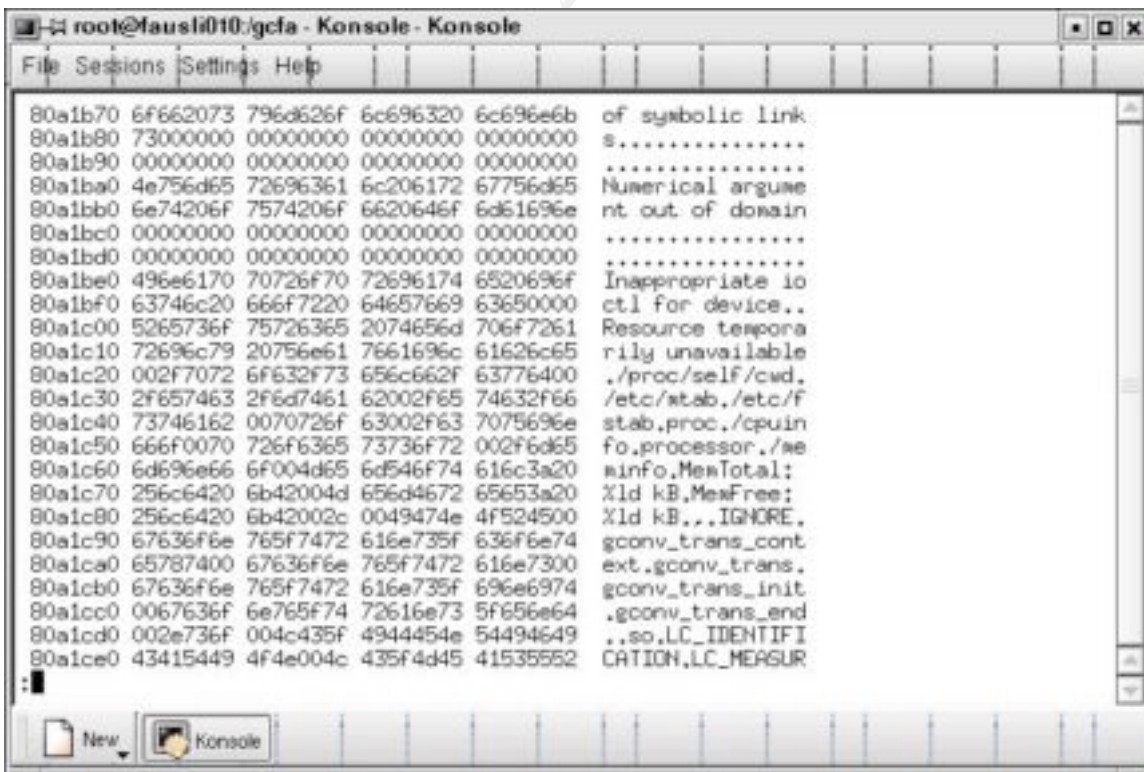 root@fausli010:/gcfa - Konsole - Konsole
File Sessions Settings Help
80a1b70 6f662073 796d626f 6c696320 6c696e6b of symbolic link
80a1b80 73000000 00000000 00000000 00000000 s...............
80a1b90 00000000 00000000 00000000 00000000 ................
80a1ba0 4e756d65 72696361 6c206172 67756d65 Numerical argume
80a1bb0 6e74206f 7574206f 6620646f 6d61696e nt out of domain
80a1bc0 00000000 00000000 00000000 00000000 ................
80a1bd0 00000000 00000000 00000000 00000000 ................
80a1be0 496e6170 70726f70 72696174 6520696f Inappropriate io
80a1bf0 63746c20 666f7220 64657669 63650000 ctl for device..
80a1c00 5265736f 75726365 2074656d 706f7261 Resource tempora
80a1c10 72696c79 20756e61 7661696c 61626c65 rily unavailable
80a1c20 002f7072 6f632f73 656c662f 63776400 ./proc/self/cwd.
80a1c30 2f657463 2f6d7461 62002f65 74632f66 /etc/mtab./etc/f
80a1c40 73746162 0070726f 63002f63 7075696e stab.proc./cpuin
80a1c50 666f0070 726f6365 73736f72 002f6d65 fo.processor./me
80a1c60 6d696e66 6f004d65 6d546f74 616c3a20 minfo.MemTotal:
80a1c70 256c6420 6b42004d 656d4672 65653a20 %ld kB.MemFree:
80a1c80 256c6420 6b42002c 0049474e 4f524500 %ld kB.,.IGNORE.
80a1c90 67636f6e 765f7472 616e735f 636f6e74 gconv_trans_cont
80a1ca0 65787400 67636f6e 765f7472 616e7300 ext.gconv_trans.
80a1cb0 67636f6e 765f7472 616e735f 696e6974 gconv_trans_init
80a1cc0 0067636f 6e765f74 72616e73 5f656e64 .gconv_trans_end
80a1cd0 002e736f 004c435f 4944454e 54494649 ..so.LC_IDENTIFI
80a1ce0 43415449 4f4e004c 435f4d45 41535552 CATION.LC_MEASUR
:
New Konsole